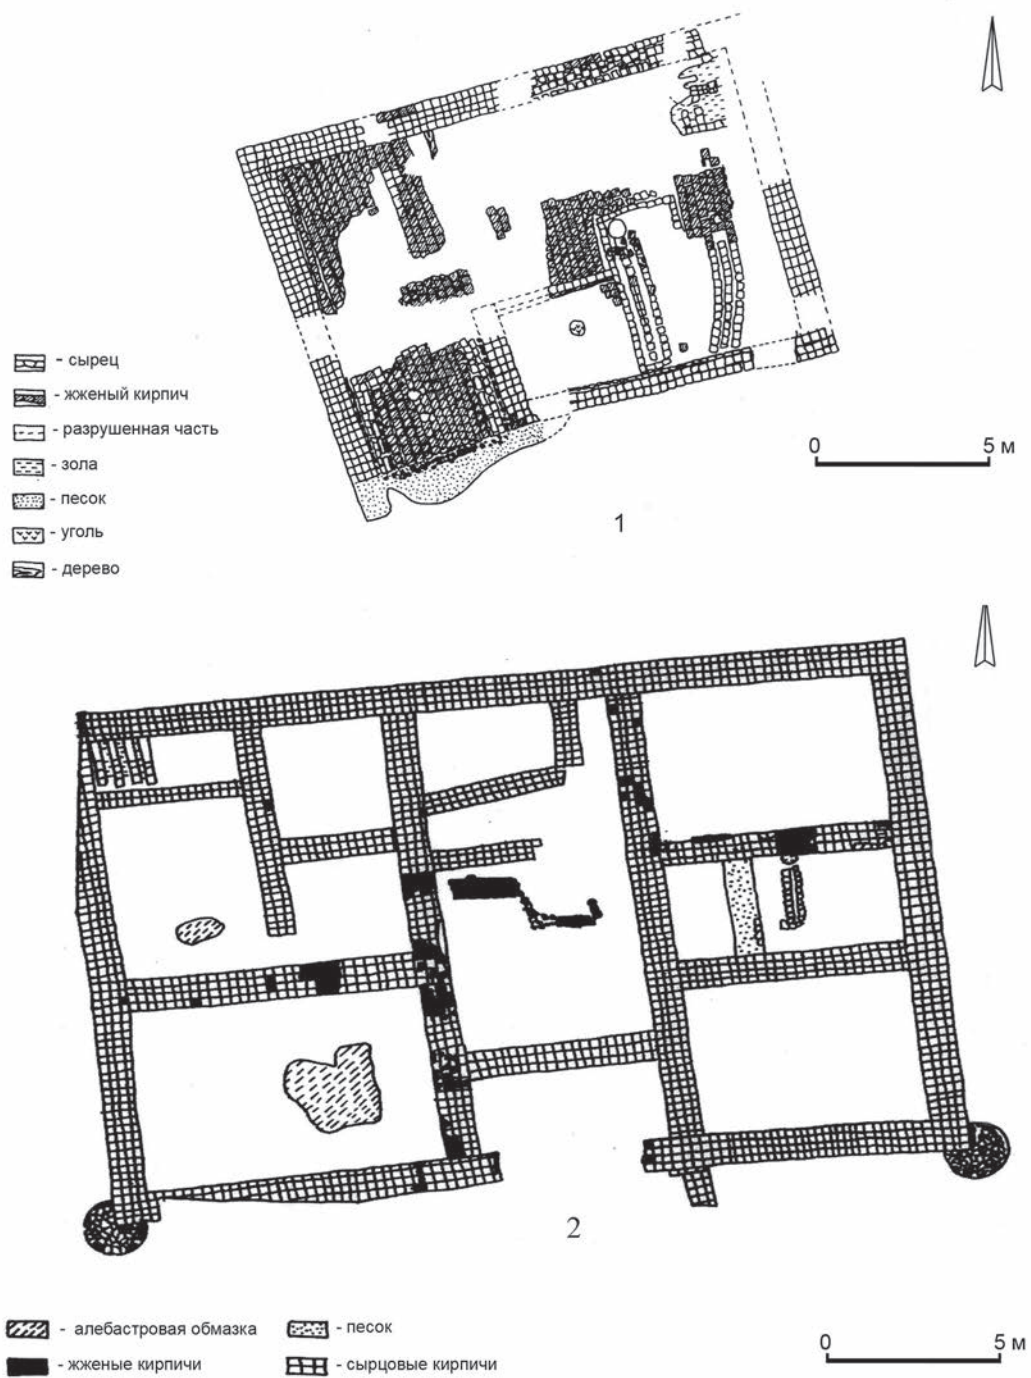 - сырец
- жженый кирпич
- разрушенная часть
- зола
- песок
- уголь
- дерево
0 5 м
1
2
- алебастровая обмазка
- песок
- жженые кирпичи
- сырцовые кирпичи
0 5 м